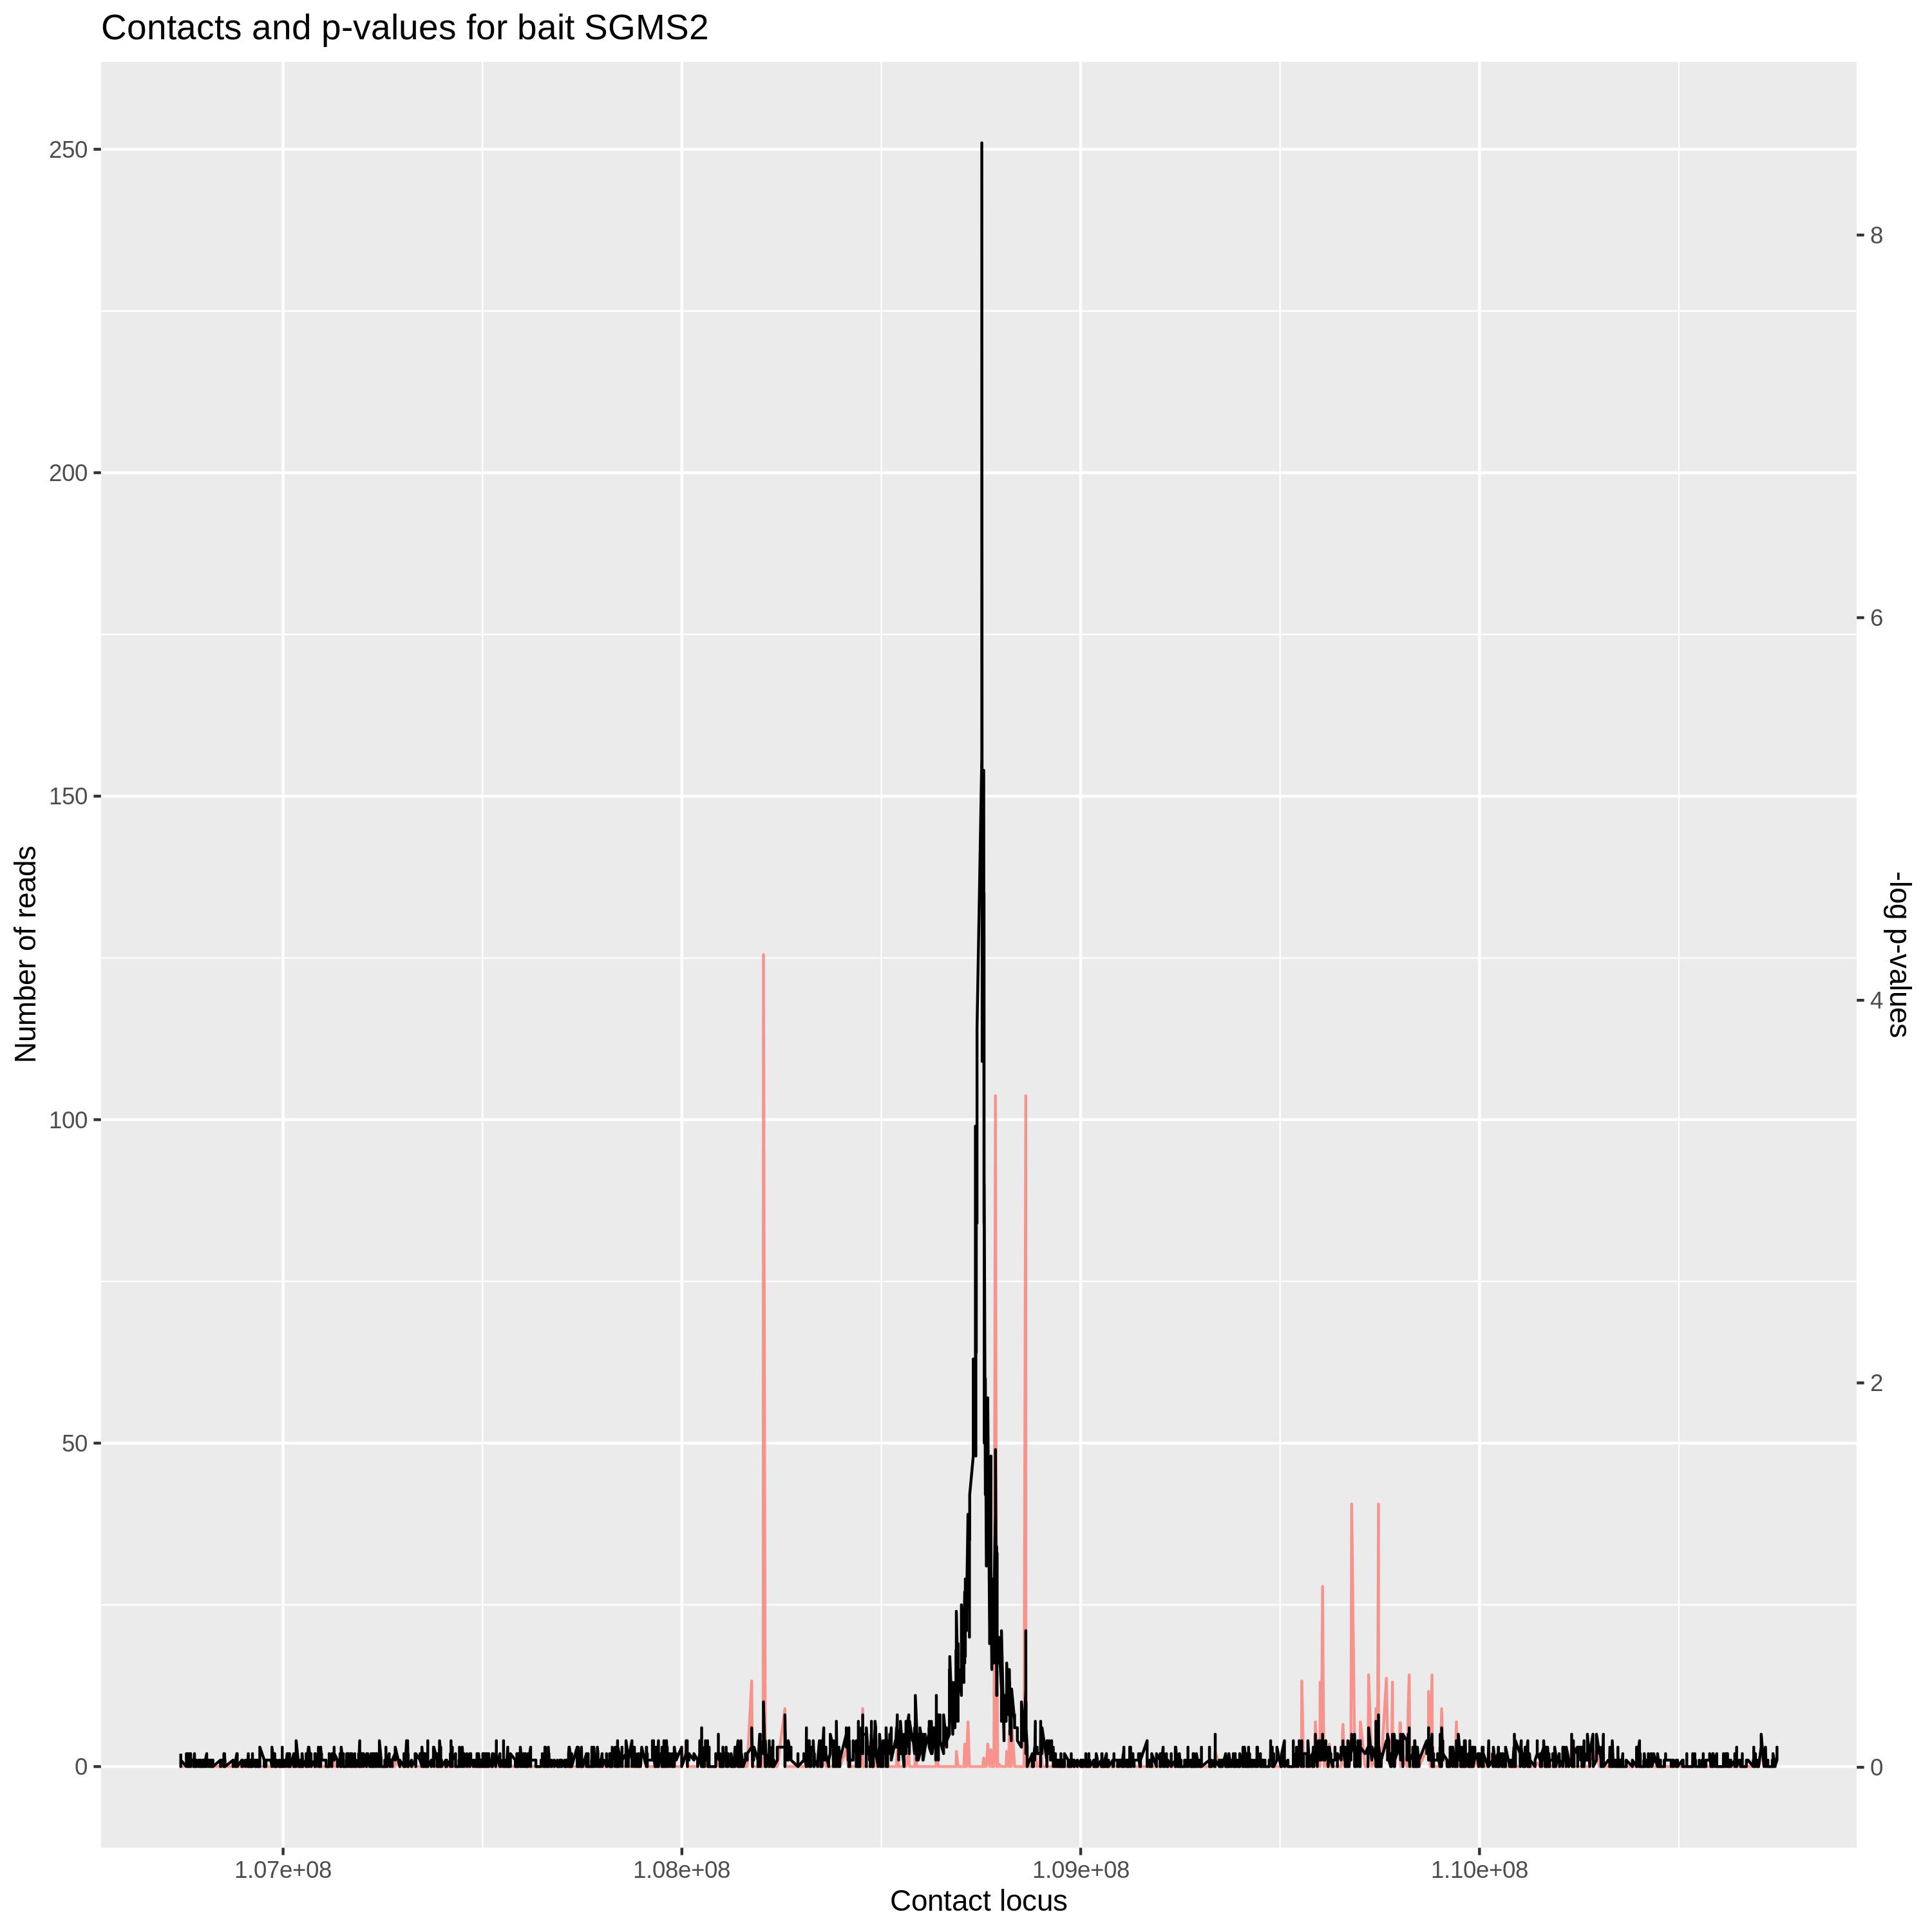 Contacts and p-values for bait SGMS2
250
200
150
100
50
0
Number of reads
8
6
4
2
0
-log p-values
1.07e+08 1.08e+08 1.09e+08 1.10e+08
Contact locus